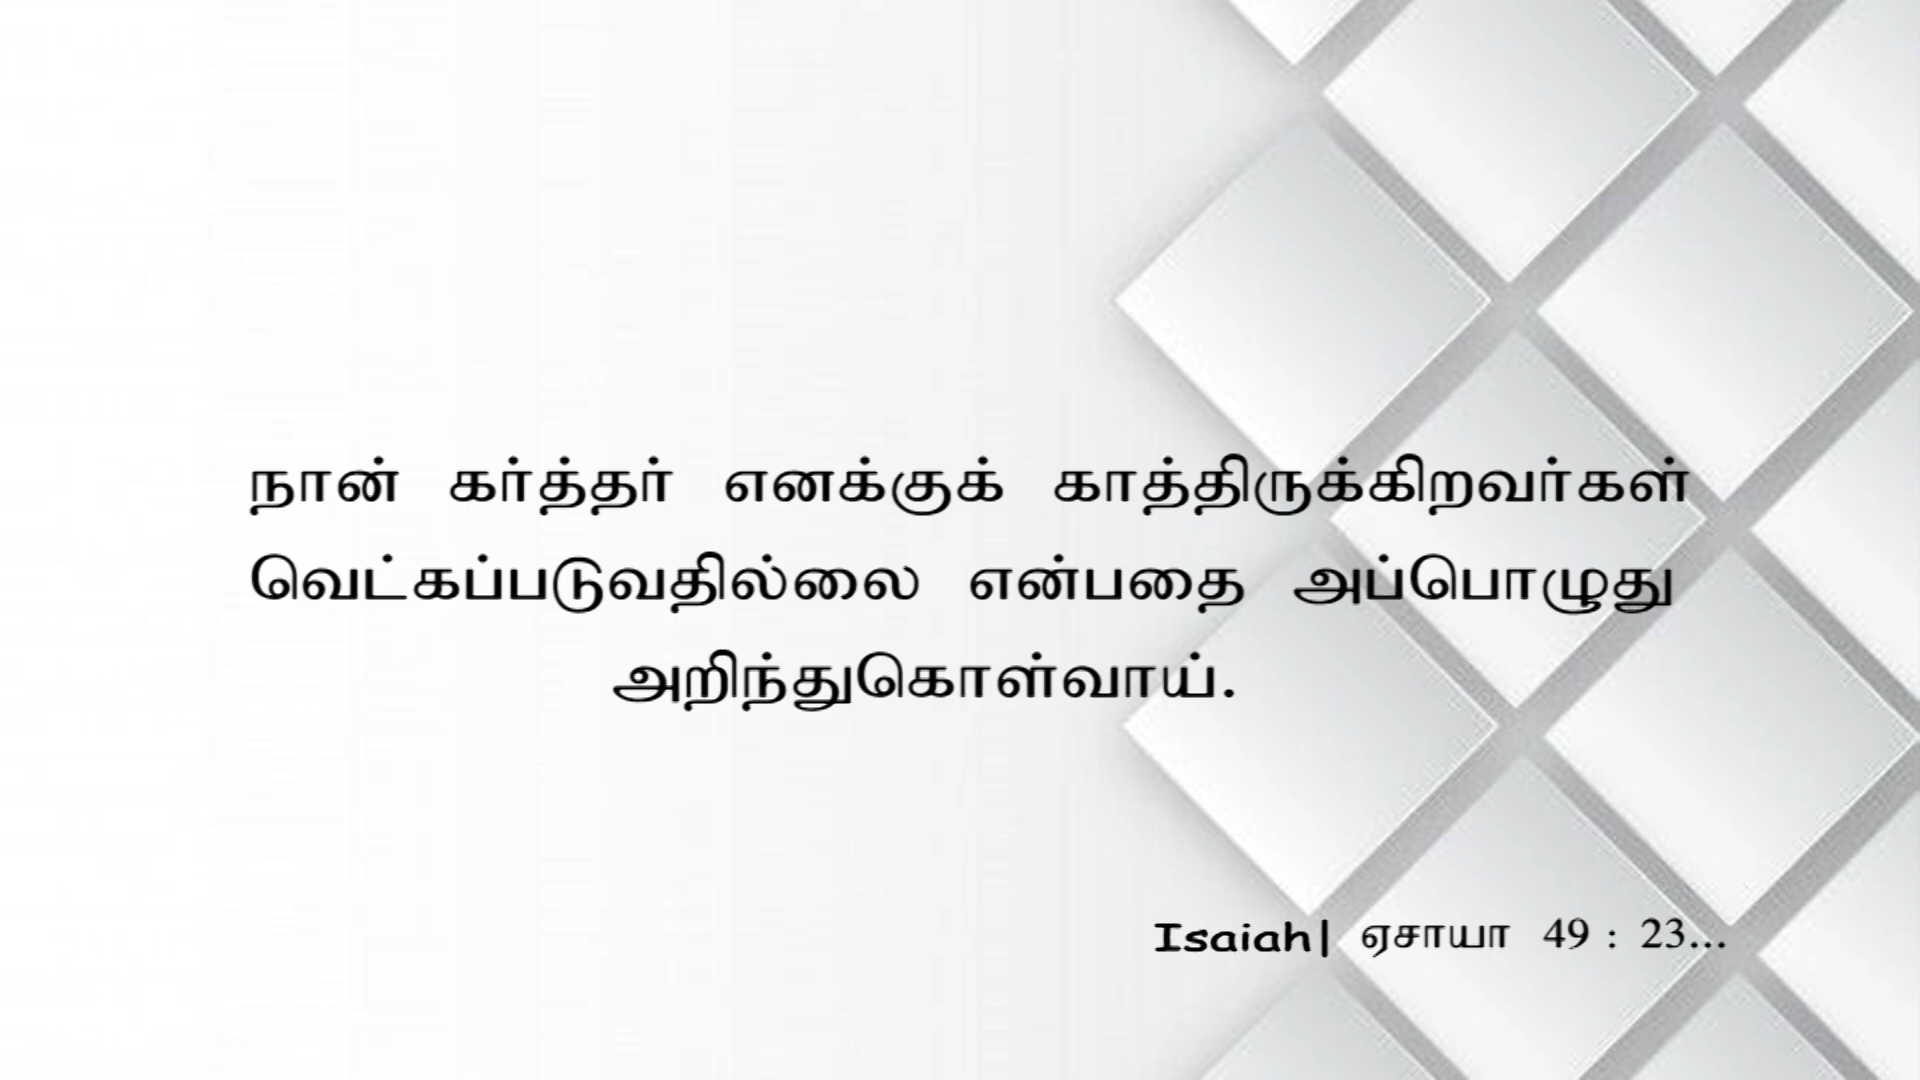 நான் கர்த்தர் எனக்குக் காத்திருக்கிறவர்கள்
வெட்கப்படுவதில்லை என்பதை அப்பொழுது
அறிந்துகொள்வாய்.
Isaiah| ஏசாயா 49 : 23...